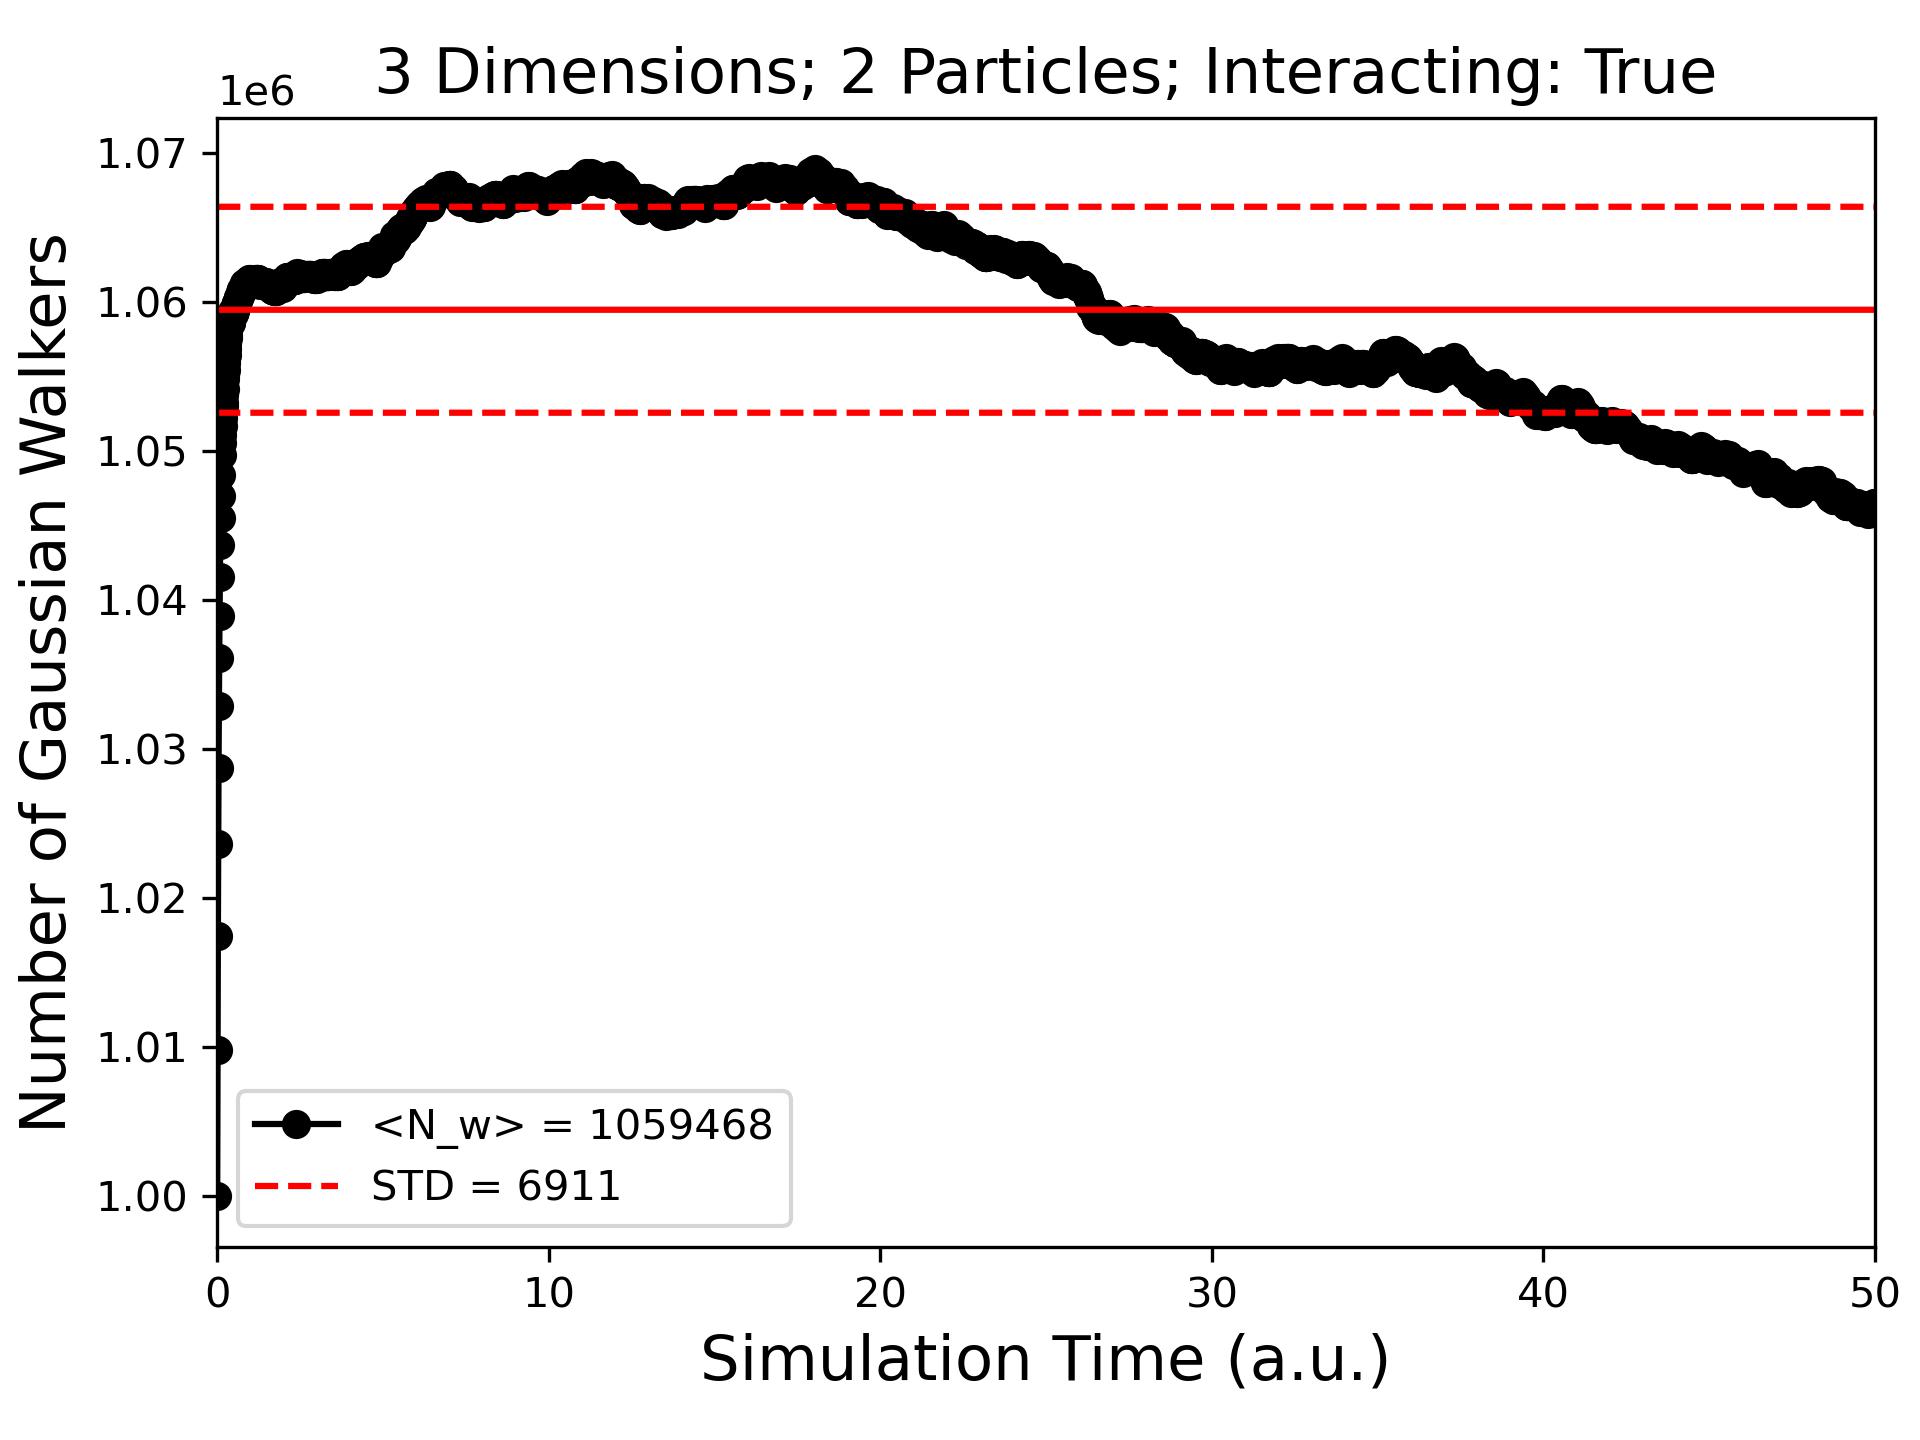 3 Dimensions; 2 Particles; Interacting: True
1e6
1.07
1.06
1.05
1.04
1.03
1.02
1.01
1.00
Number of Gaussian Walkers
<N_w> = 1059468
STD = 6911
0 10 20 30 40 50
Simulation Time (a.u.)